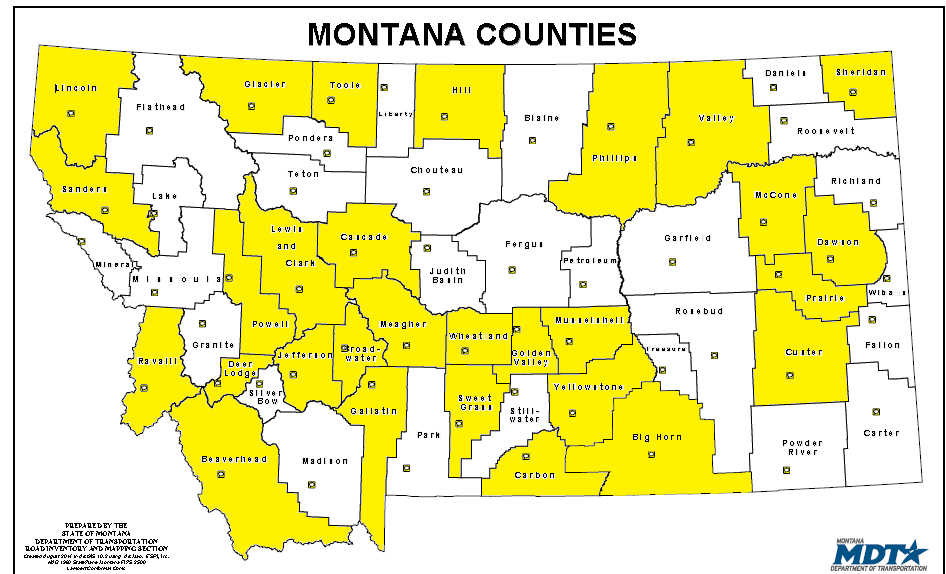 MONTANA COUNTIES
Lincoln
Flathead
Glacier
Toole
Liberty
Hill
Blaine
Phillips
Valley
Daniels
Sheridan
Roosevelt
Pondera
Teton
Chouteau
Sanders
Lake
Richland
McCone
Lewis
and
Clark
Cascade
Fergus
Petroleum
Garfield
Dawson
Judith
Basin
Mineral
Missoula
Prairie
Wibaux
Powell
Meagher
Wheatland
Musselshell
Rosebud
Granite
Ravalli
Jefferson
Broad-
water
Golden
Valley
Treasure
Custer
Fallon
Deer
Lodge
Silver
Bow
Gallatin
Sweet
Grass
Still-
water
Yellowstone
Park
Big Horn
Carter
Powder
River
Beaverhead
Madison
Carbon
PREPARED BY THE
STATE OF MONTANA
DEPARTMENT OF TRANSPORTATION
ROAD INVENTORY AND MAPPING SECTION
MONTANA
MDT
DEPARTMENT OF TRANSPORTATION